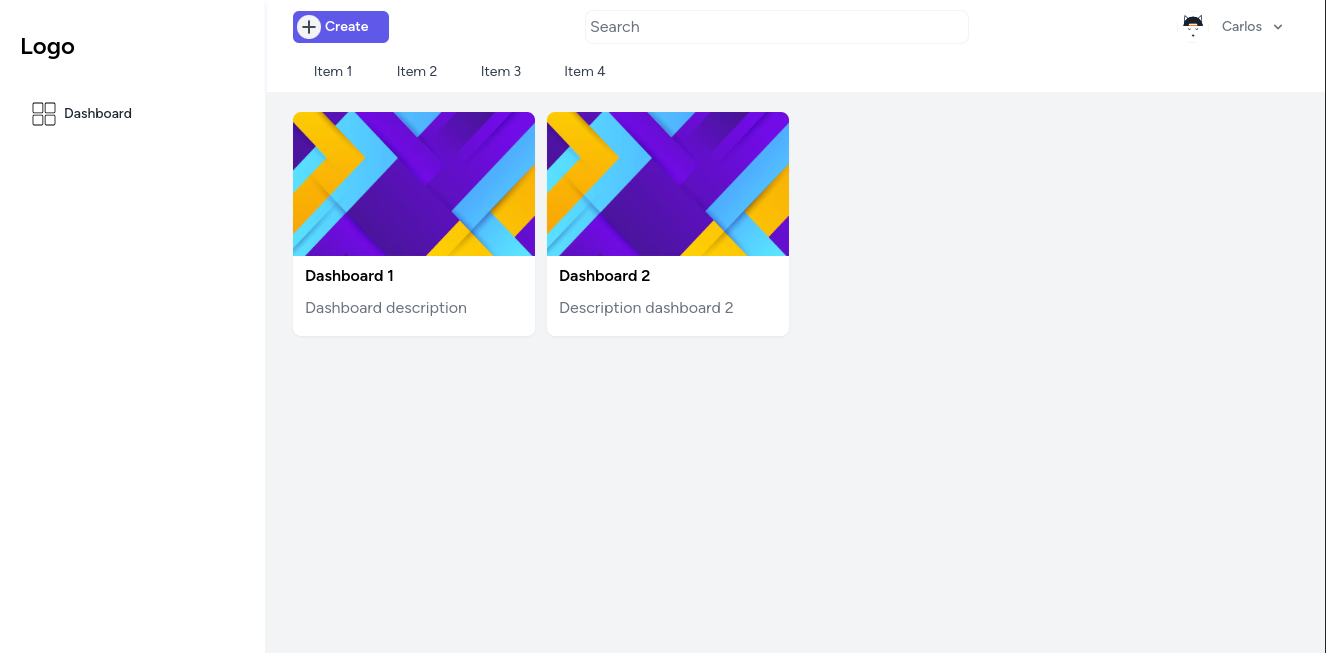 Logo
Dashboard
Create
Search
Carlos
Item 1
Item 2
Item 3
Item 4
Dashboard 1
Dashboard description
Dashboard 2
Description dashboard 2